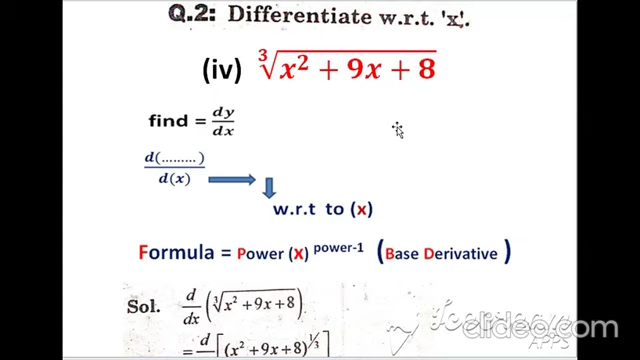 Q.2: Differentiate w.r.t. 'x'.
(iv) ∛(x² + 9x + 8)
find = dy/dx
d(.........)/d(x)
w.r.t to (x)
Formula = Power (x) power-1 (Base Derivative )
Sol. d/dx (∛(x² + 9x + 8))
= d/dx [(x² + 9x + 8)^1/3]
clideo.com